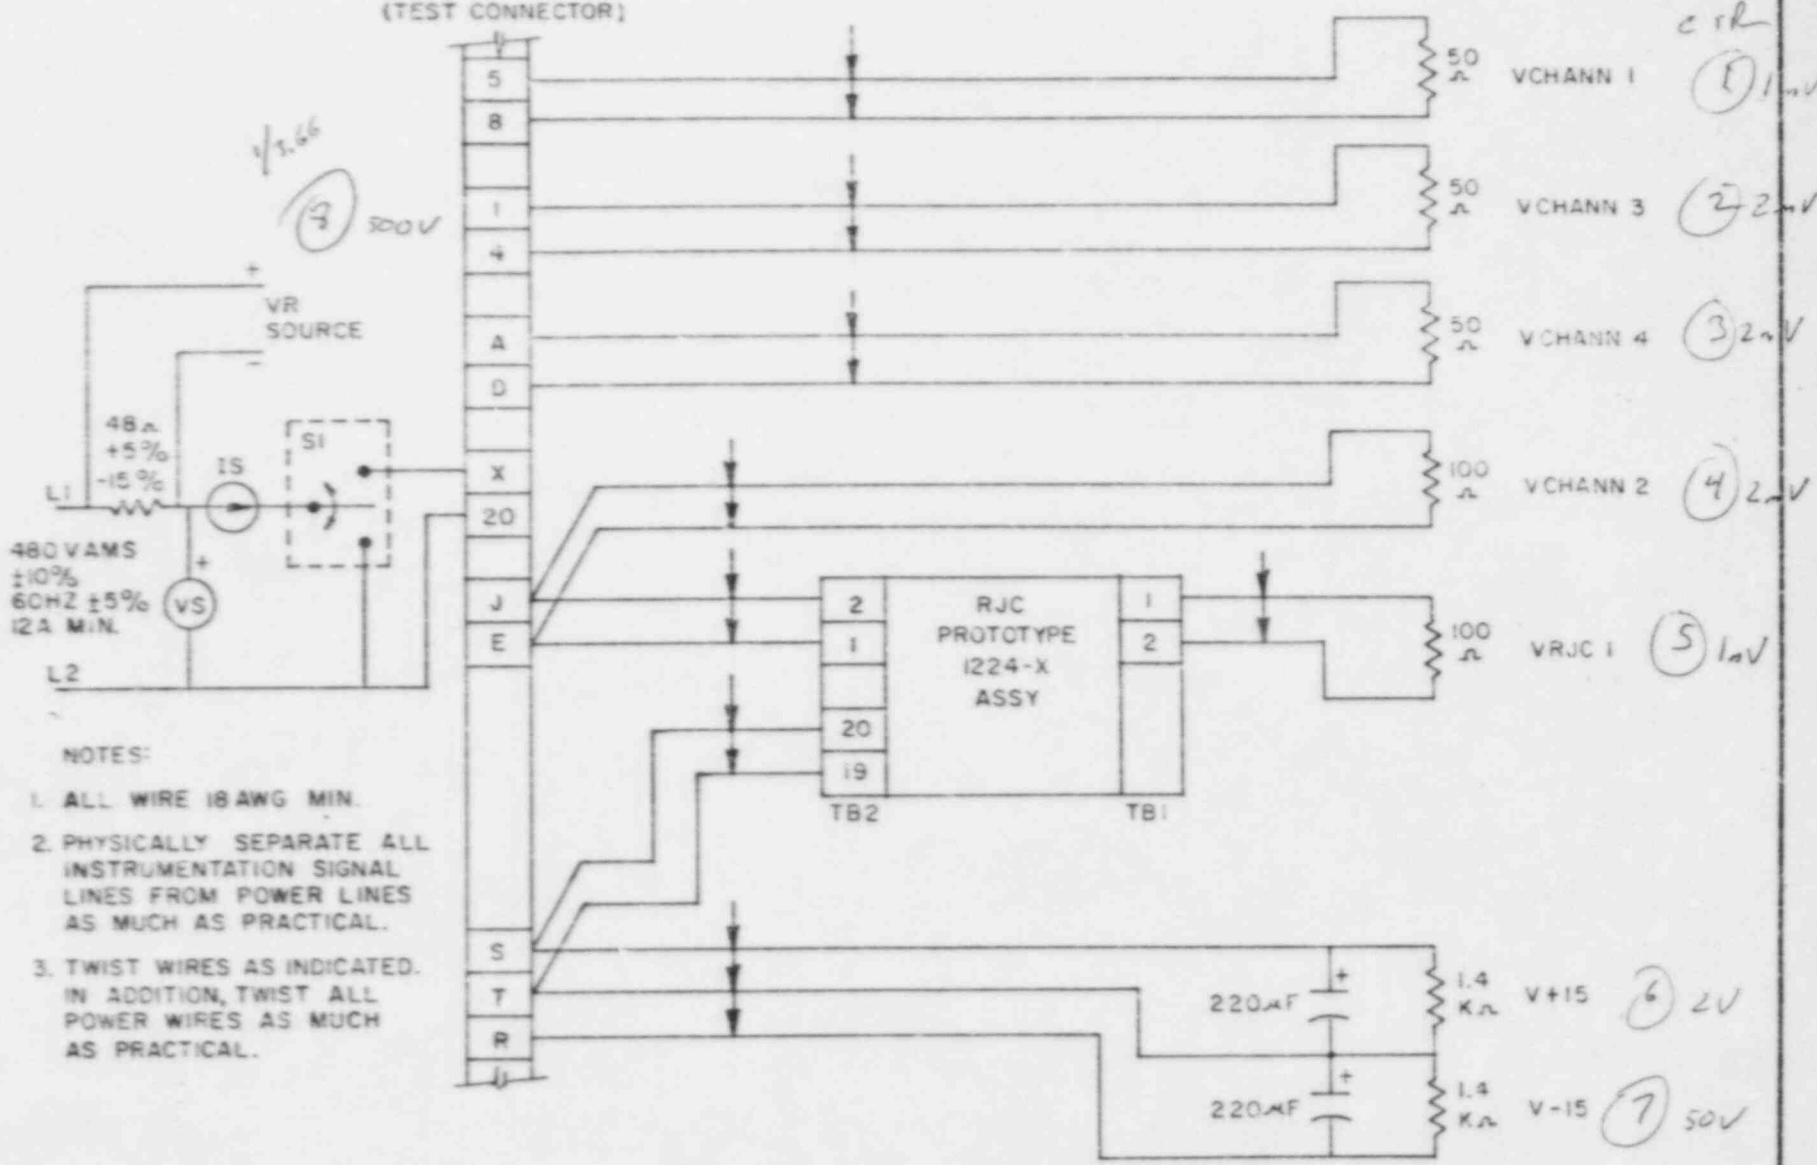 (TEST CONNECTOR)
5
8
1
4
A
D
X
20
J
E
S
T
R
50
Ω
VCHANN 1
1
50
Ω
VCHANN 3
2
50
Ω
VCHANN 4
3
100
Ω
VCHANN 2
4
100
Ω
VRJC 1
5
1.4
KΩ
V+15
6 2V
1.4
KΩ
V-15
7 50V
500V
+
VR
SOURCE
-
48Ω
+5%
-15%
IS
S1
L1
480 VAMS
±10%
60HZ ±5%
12A MIN.
+
VS
L2
2
1
20
19
TB2
RJC
PROTOTYPE
1224-X
ASSY
1
2
TB1
220µF
+
220µF
+
NOTES:
1. ALL WIRE 18 AWG MIN.
2. PHYSICALLY SEPARATE ALL
INSTRUMENTATION SIGNAL
LINES FROM POWER LINES
AS MUCH AS PRACTICAL.
3. TWIST WIRES AS INDICATED.
IN ADDITION, TWIST ALL
POWER WIRES AS MUCH
AS PRACTICAL.